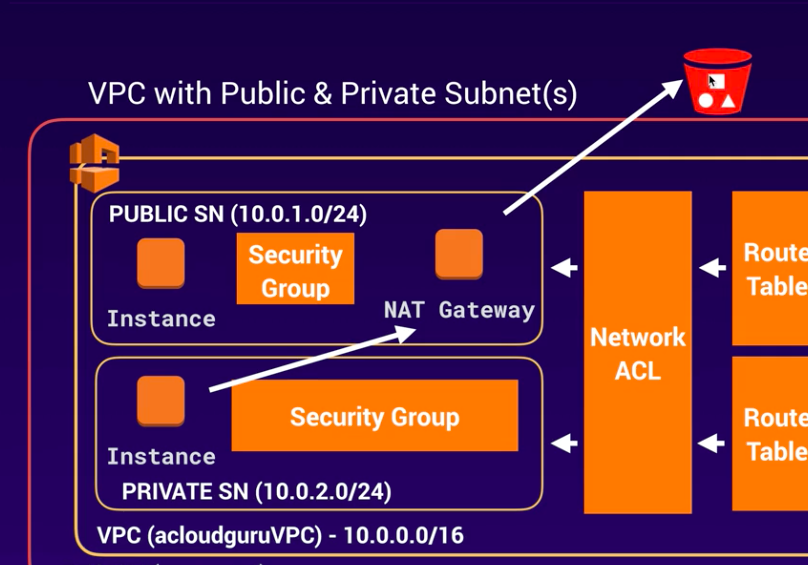 VPC with Public & Private Subnet(s)
PUBLIC SN (10.0.1.0/24)
Security
Group
Instance
NAT Gateway
Network
ACL
Route
Table
Security Group
Instance
PRIVATE SN (10.0.2.0/24)
Route
Table
VPC (acloudguruVPC) - 10.0.0.0/16